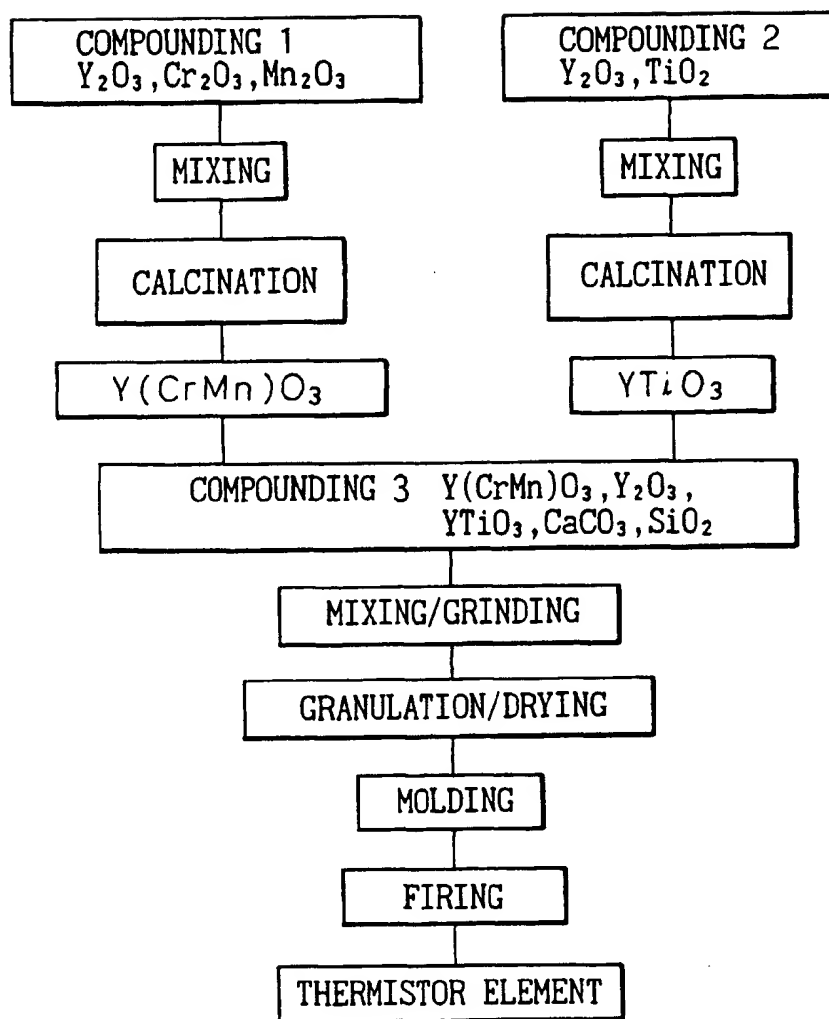 COMPOUNDING 1
Y₂O₃,Cr₂O₃,Mn₂O₃
COMPOUNDING 2
Y₂O₃,TiO₂
MIXING
MIXING
CALCINATION
CALCINATION
Y(CrMn)O₃
YTiO₃
COMPOUNDING 3 Y(CrMn)O₃,Y₂O₃,
YTiO₃,CaCO₃,SiO₂
MIXING/GRINDING
GRANULATION/DRYING
MOLDING
FIRING
THERMISTOR ELEMENT